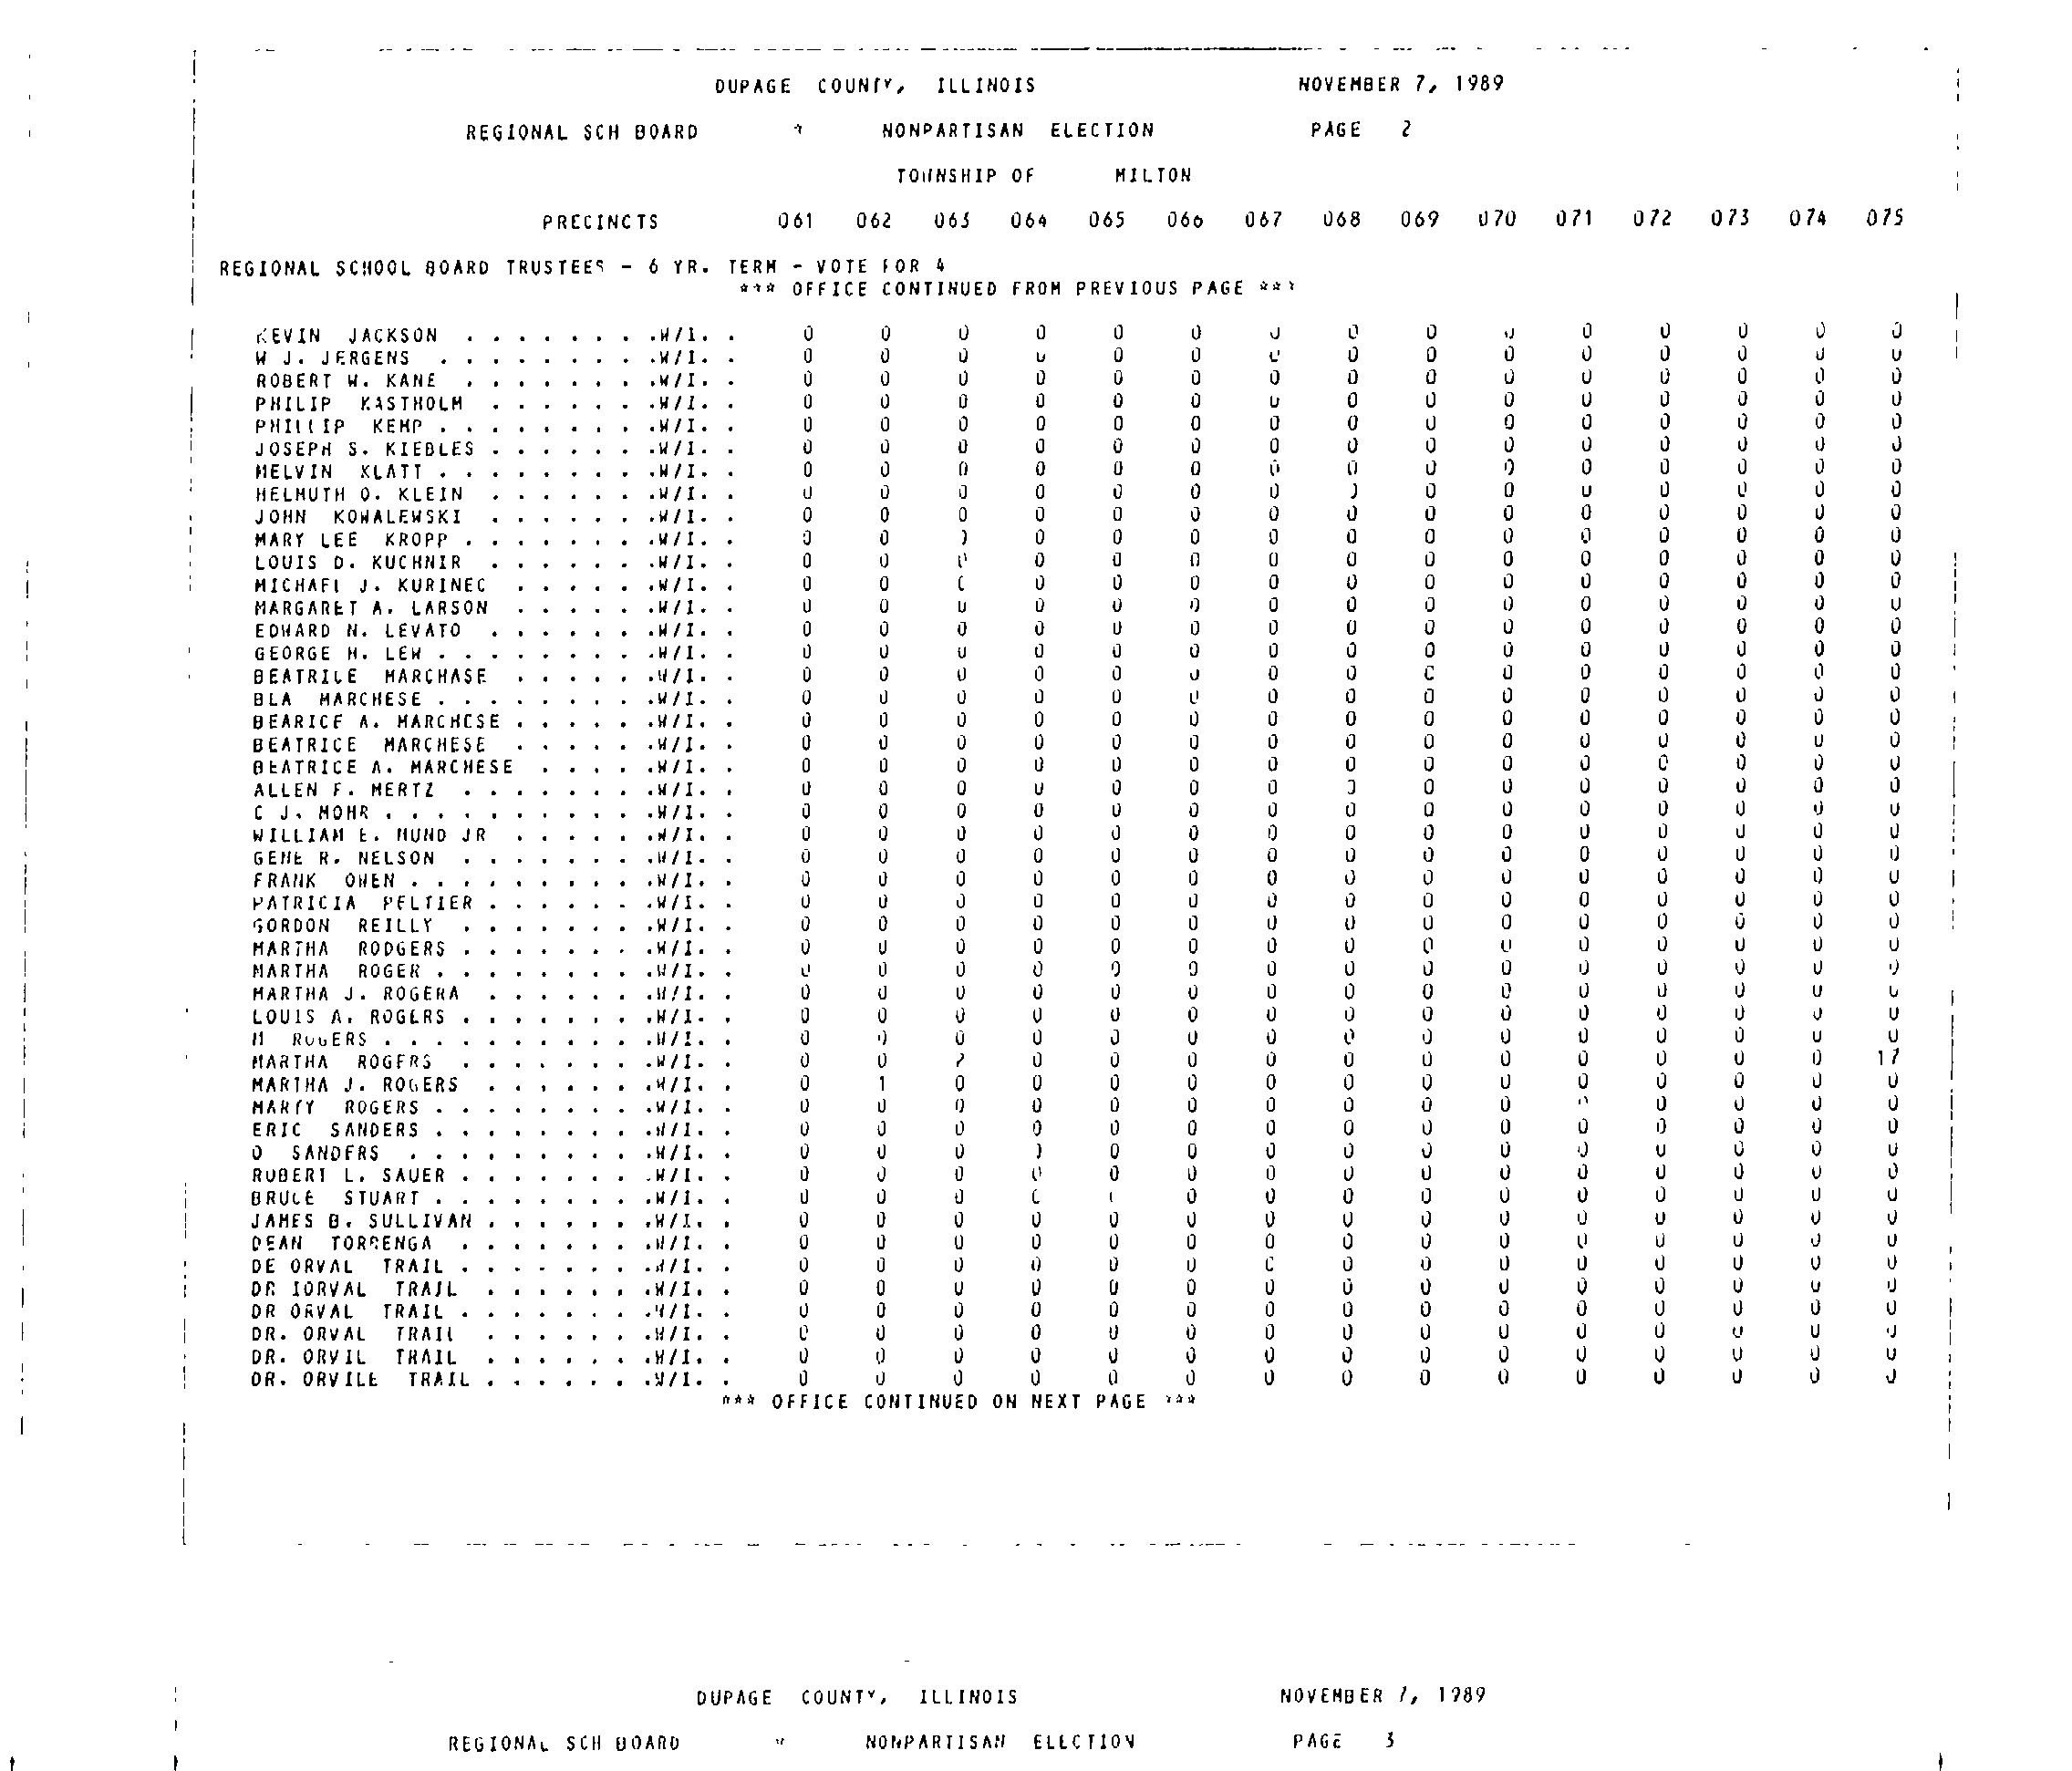 DUPAGE COUNTY, ILLINOIS NOVEMBER 7, 1989
REGIONAL SCH BOARD * NONPARTISAN ELECTION PAGE 2
TOWNSHIP OF MILTON
PRECINCTS 061 062 063 064 065 066 067 068 069 070 071 072 073 074 075
REGIONAL SCHOOL BOARD TRUSTEES - 6 YR. TERM - VOTE FOR 4
*** OFFICE CONTINUED FROM PREVIOUS PAGE ***
KEVIN JACKSON . . . . . . . .W/I. . 0 0 0 0 0 0 0 0 0 0 0 0 0 0 0
W J. JERGENS . . . . . . . . .W/I. . 0 0 0 0 0 0 0 0 0 0 0 0 0 0 0
ROBERT W. KANE . . . . . . . .W/I. . 0 0 0 0 0 0 0 0 0 0 0 0 0 0 0
PHILIP KASTHOLM . . . . . . .W/I. . 0 0 0 0 0 0 0 0 0 0 0 0 0 0 0
PHILLIP KEMP . . . . . . . . .W/I. . 0 0 0 0 0 0 0 0 0 0 0 0 0 0 0
JOSEPH S. KIEBLES . . . . . . .W/I. . 0 0 0 0 0 0 0 0 0 0 0 0 0 0 0
MELVIN KLATT . . . . . . . . .W/I. . 0 0 0 0 0 0 0 0 0 0 0 0 0 0 0
HELMUTH O. KLEIN . . . . . . .W/I. . 0 0 0 0 0 0 0 0 0 0 0 0 0 0 0
JOHN KOWALEWSKI . . . . . . .W/I. . 0 0 0 0 0 0 0 0 0 0 0 0 0 0 0
MARY LEE KROPP . . . . . . . .W/I. . 0 0 0 0 0 0 0 0 0 0 0 0 0 0 0
LOUIS D. KUCHNIR . . . . . . .W/I. . 0 0 0 0 0 0 0 0 0 0 0 0 0 0 0
MICHAEL J. KURINEC . . . . . .W/I. . 0 0 0 0 0 0 0 0 0 0 0 0 0 0 0
MARGARET A. LARSON . . . . . .W/I. . 0 0 0 0 0 0 0 0 0 0 0 0 0 0 0
EDWARD N. LEVATO . . . . . . .W/I. . 0 0 0 0 0 0 0 0 0 0 0 0 0 0 0
GEORGE H. LEW . . . . . . . . .W/I. . 0 0 0 0 0 0 0 0 0 0 0 0 0 0 0
BEATRILE MARCHASE . . . . . .W/I. . 0 0 0 0 0 0 0 0 0 0 0 0 0 0 0
BLA MARCHESE . . . . . . . . .W/I. . 0 0 0 0 0 0 0 0 0 0 0 0 0 0 0
BEARICE A. MARCHESE . . . . . .W/I. . 0 0 0 0 0 0 0 0 0 0 0 0 0 0 0
BEATRICE MARCHESE . . . . . .W/I. . 0 0 0 0 0 0 0 0 0 0 0 0 0 0 0
BEATRICE A. MARCHESE . . . . .W/I. . 0 0 0 0 0 0 0 0 0 0 0 0 0 0 0
ALLEN F. MERTZ . . . . . . . .W/I. . 0 0 0 0 0 0 0 0 0 0 0 0 0 0 0
C J. MOHR . . . . . . . . . . .W/I. . 0 0 0 0 0 0 0 0 0 0 0 0 0 0 0
WILLIAM E. MUND JR . . . . . .W/I. . 0 0 0 0 0 0 0 0 0 0 0 0 0 0 0
GENE R. NELSON . . . . . . . .W/I. . 0 0 0 0 0 0 0 0 0 0 0 0 0 0 0
FRANK OWEN . . . . . . . . . .W/I. . 0 0 0 0 0 0 0 0 0 0 0 0 0 0 0
PATRICIA PELTIER . . . . . . .W/I. . 0 0 0 0 0 0 0 0 0 0 0 0 0 0 0
GORDON REILLY . . . . . . . .W/I. . 0 0 0 0 0 0 0 0 0 0 0 0 0 0 0
MARTHA RODGERS . . . . . . . .W/I. . 0 0 0 0 0 0 0 0 0 0 0 0 0 0 0
MARTHA ROGER . . . . . . . . .W/I. . 0 0 0 0 0 0 0 0 0 0 0 0 0 0 0
MARTHA J. ROGERA . . . . . . .W/I. . 0 0 0 0 0 0 0 0 0 0 0 0 0 0 0
LOUIS A. ROGERS . . . . . . . .W/I. . 0 0 0 0 0 0 0 0 0 0 0 0 0 0 0
M ROGERS . . . . . . . . . . .W/I. . 0 0 0 0 0 0 0 0 0 0 0 0 0 0 0
MARTHA ROGERS . . . . . . . .W/I. . 0 0 2 0 0 0 0 0 0 0 0 0 0 0 17
MARTHA J. ROGERS . . . . . . .W/I. . 0 1 0 0 0 0 0 0 0 0 0 0 0 0 0
MARTY ROGERS . . . . . . . . .W/I. . 0 0 0 0 0 0 0 0 0 0 0 0 0 0 0
ERIC SANDERS . . . . . . . . .W/I. . 0 0 0 0 0 0 0 0 0 0 0 0 0 0 0
O SANDERS . . . . . . . . . .W/I. . 0 0 0 0 0 0 0 0 0 0 0 0 0 0 0
ROBERT L. SAUER . . . . . . . .W/I. . 0 0 0 0 0 0 0 0 0 0 0 0 0 0 0
BRUCE STUART . . . . . . . . .W/I. . 0 0 0 0 0 0 0 0 0 0 0 0 0 0
JAMES B. SULLIVAN . . . . . . .W/I. . 0 0 0 0 0 0 0 0 0 0 0 0 0 0 0
DEAN TORRENGA . . . . . . . .W/I. . 0 0 0 0 0 0 0 0 0 0 0 0 0 0 0
DE ORVAL TRAIL . . . . . . . .W/I. . 0 0 0 0 0 0 0 0 0 0 0 0 0 0 0
DR IORVAL TRAIL . . . . . . .W/I. . 0 0 0 0 0 0 0 0 0 0 0 0 0 0 0
DR ORVAL TRAIL . . . . . . . .W/I. . 0 0 0 0 0 0 0 0 0 0 0 0 0 0 0
DR. ORVAL TRAIL . . . . . . .W/I. . 0 0 0 0 0 0 0 0 0 0 0 0 0 0 0
DR. ORVIL TRAIL . . . . . . .W/I. . 0 0 0 0 0 0 0 0 0 0 0 0 0 0 0
DR. ORVILE TRAIL . . . . . . .W/I. . 0 0 0 0 0 0 0 0 0 0 0 0 0 0 0
*** OFFICE CONTINUED ON NEXT PAGE ***
DUPAGE COUNTY, ILLINOIS NOVEMBER 7, 1989
REGIONAL SCH BOARD * NONPARTISAN ELECTION PAGE 3